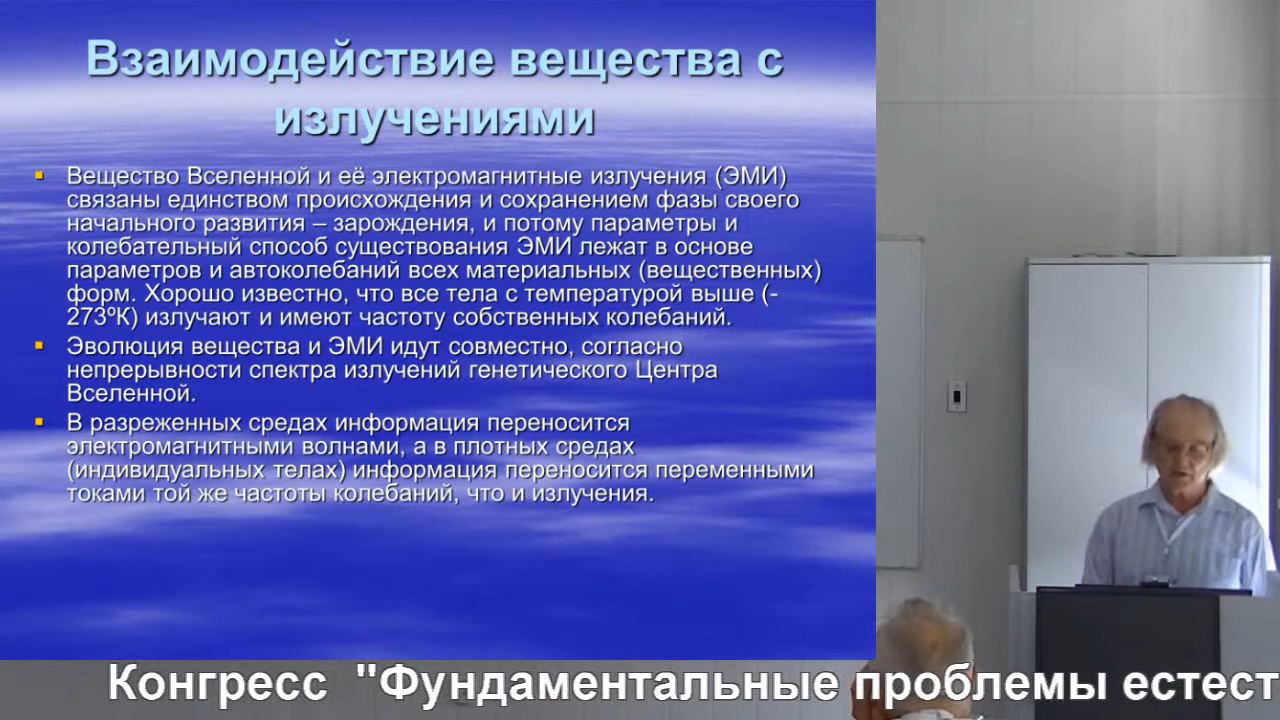 Взаимодействие вещества с
излучениями
Вещество Вселенной и её электромагнитные излучения (ЭМИ)
связаны единством происхождения и сохранением фазы своего
начального развития – зарождения, и потому параметры и
колебательный способ существования ЭМИ лежат в основе
параметров и автоколебаний всех материальных (вещественных)
форм. Хорошо известно, что все тела с температурой выше (-
273ºК) излучают и имеют частоту собственных колебаний.
Эволюция вещества и ЭМИ идут совместно, согласно
непрерывности спектра излучений генетического Центра
Вселенной.
В разреженных средах информация переносится
электромагнитными волнами, а в плотных средах
(индивидуальных телах) информация переносится переменными
токами той же частоты колебаний, что и излучения.
Конгресс "Фундаментальные проблемы естест